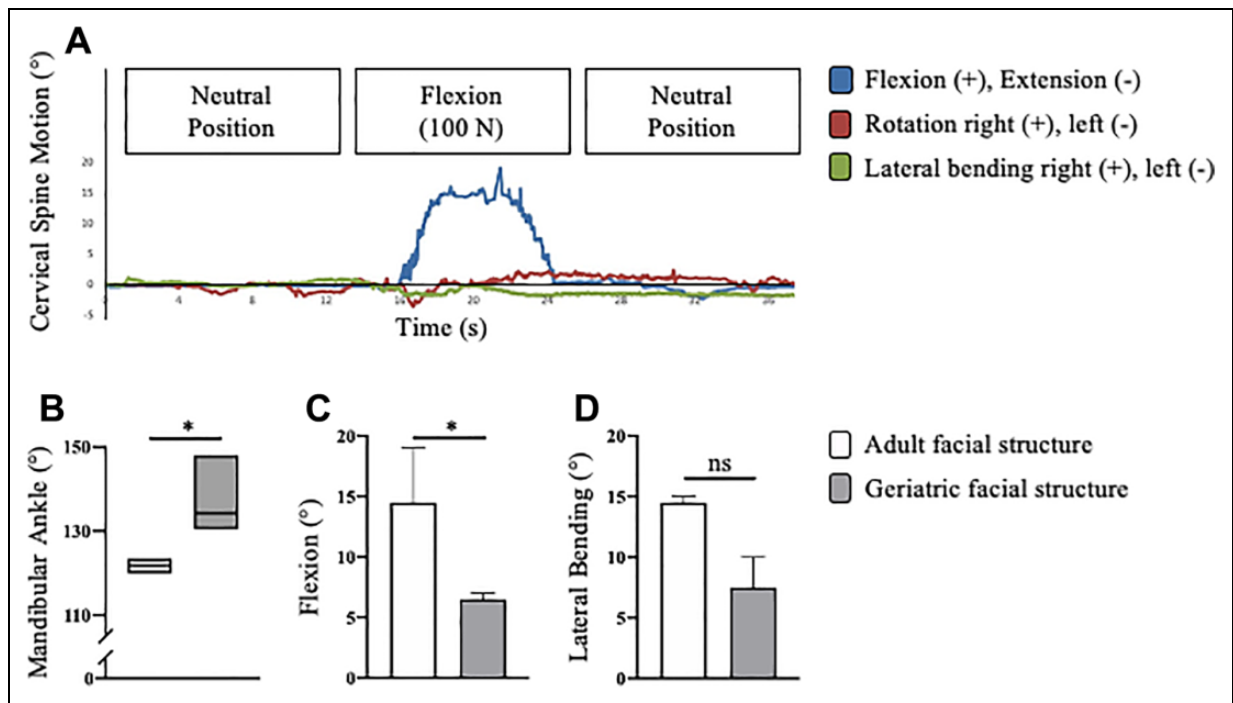 A
Cervical Spine Motion (°)
Neutral
Position
Flexion
(100 N)
Neutral
Position
Flexion (+), Extension (-)
Rotation right (+), left (-)
Lateral bending right (+), left (-)
20
15
10
5
0
-5
4
8
12
16
20
24
28
32
36
Time (s)
B
Mandibular Ankle (°)
150
130
110
0
*
C
Flexion (°)
20
15
10
5
0
*
D
Lateral Bending (°)
20
15
10
5
0
ns
Adult facial structure
Geriatric facial structure